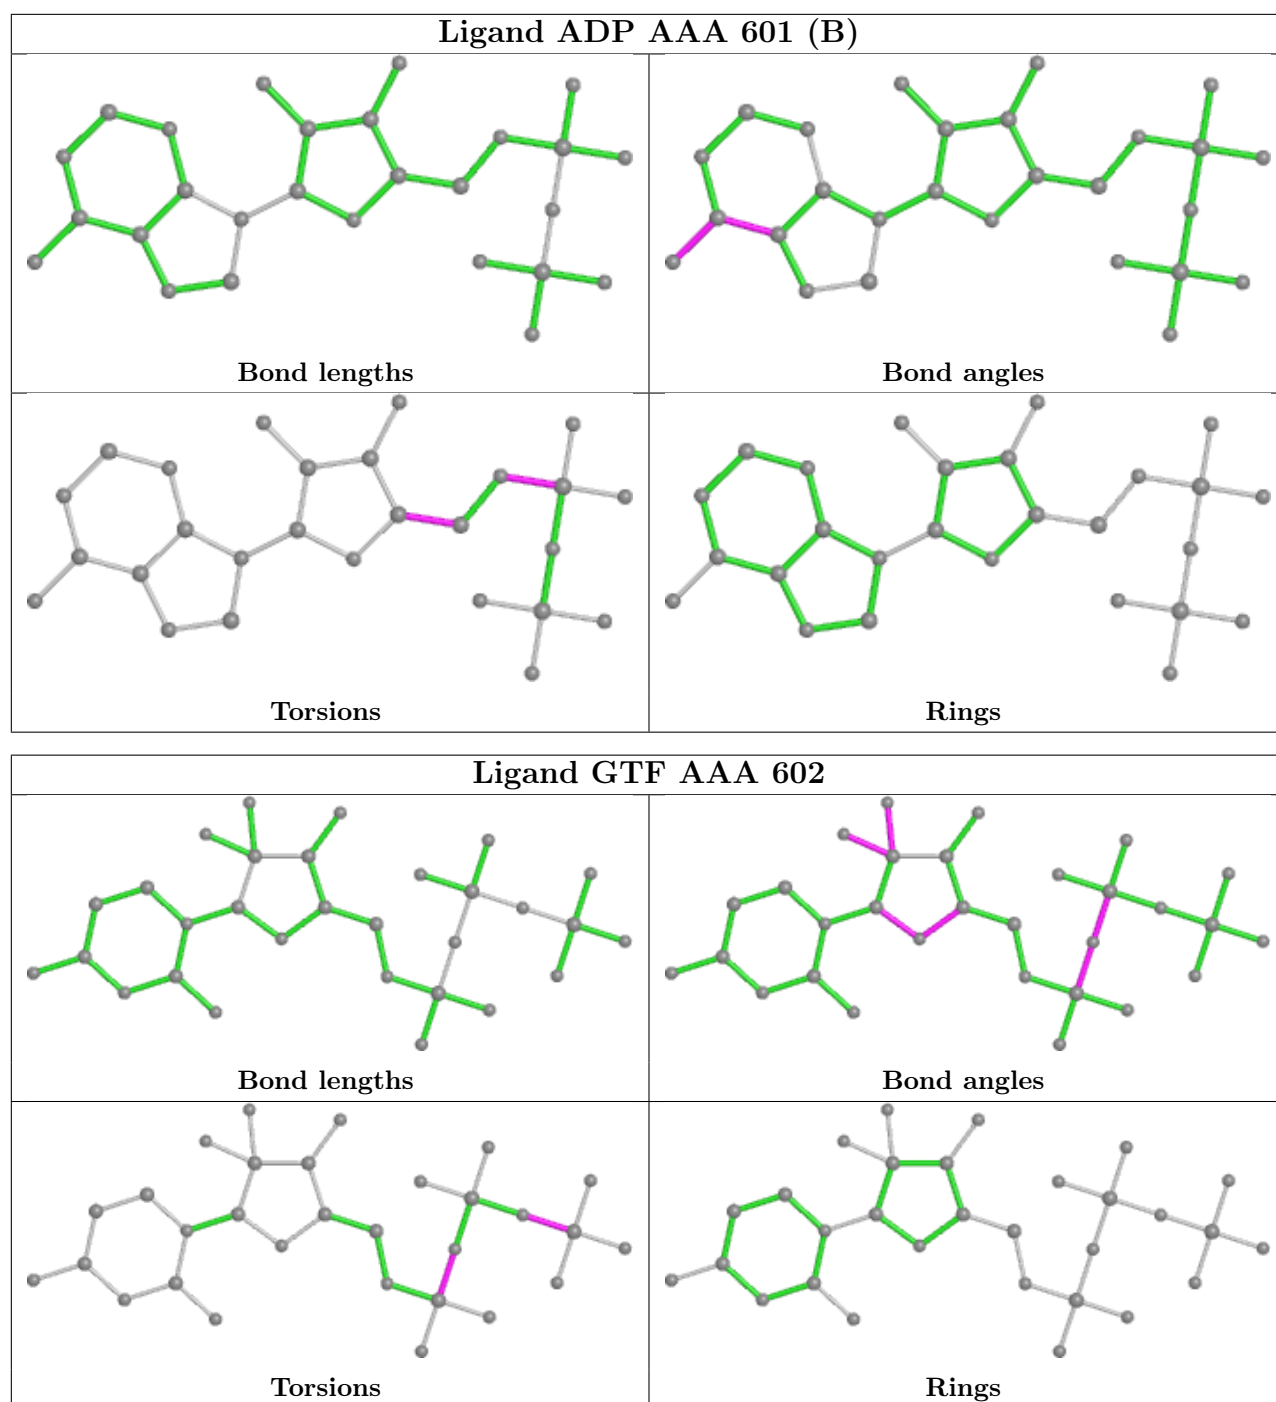 Ligand ADP AAA 601 (B)
Bond lengths
Bond angles
Torsions
Rings
Ligand GTF AAA 602
Bond lengths
Bond angles
Torsions
Rings